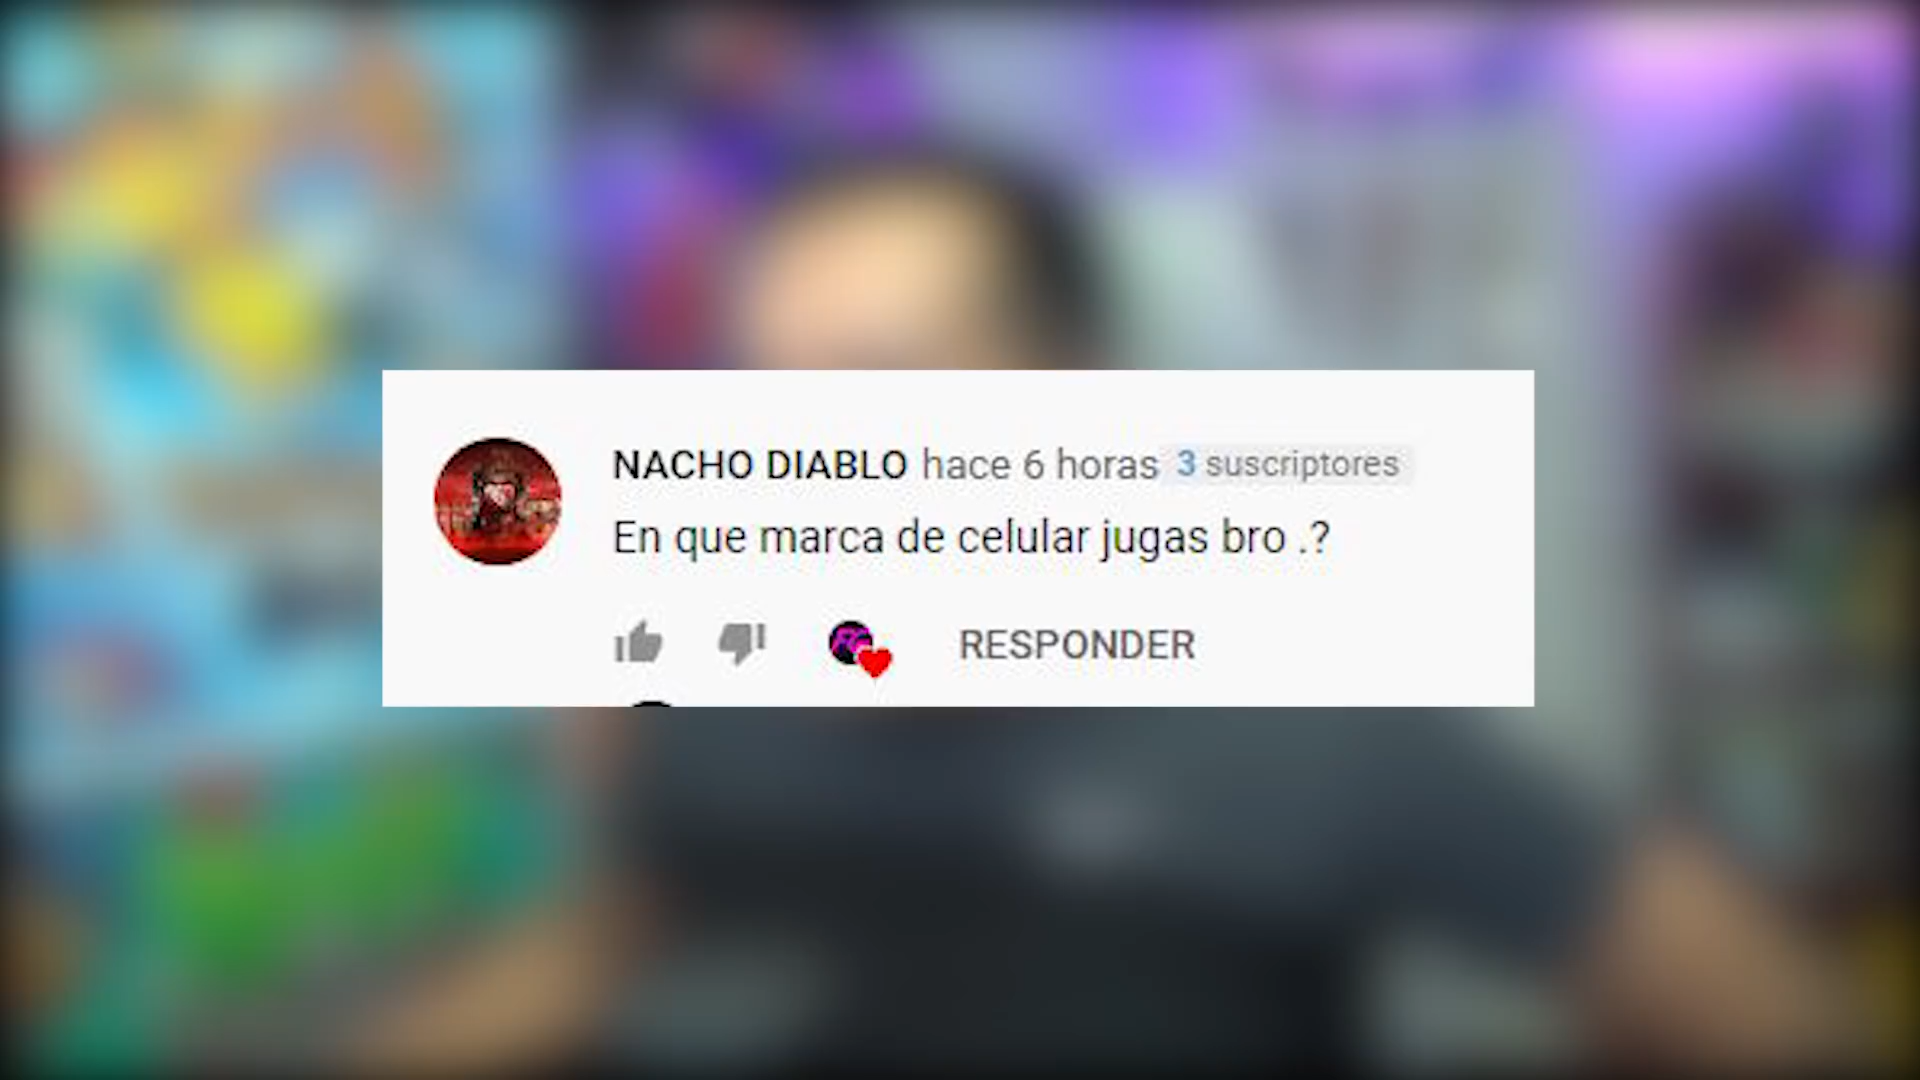 NACHO DIABLO hace 6 horas 3 suscriptores
En que marca de celular jugas bro .?
RESPONDER